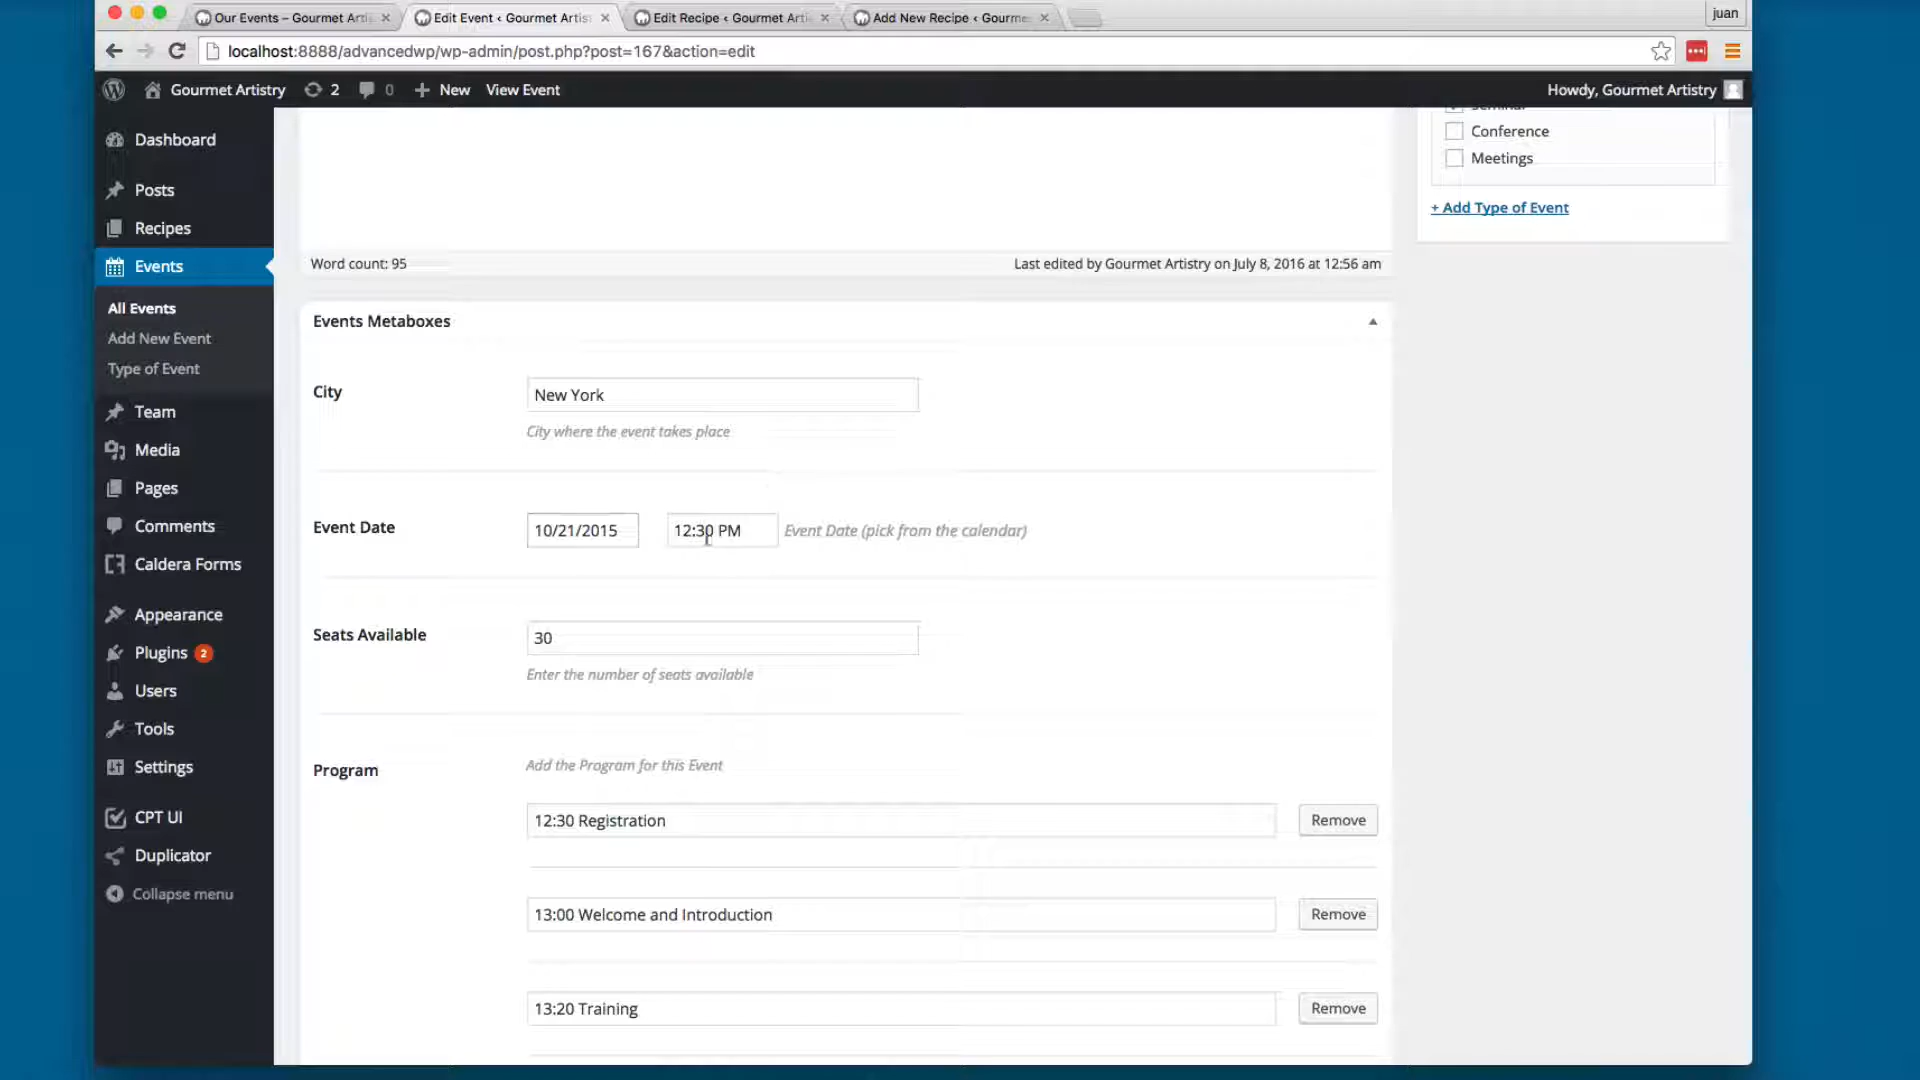 Our Events – Gourmet Arti
Edit Event ‹ Gourmet Artis
Edit Recipe ‹ Gourmet Arti
Add New Recipe ‹ Gourme
juan
localhost:8888/advancedwp/wp-admin/post.php?post=167&action=edit
Gourmet Artistry 2 0 + New View Event
Howdy, Gourmet Artistry
Dashboard
Posts
Recipes
Events
All Events
Add New Event
Type of Event
Team
Media
Pages
Comments
Caldera Forms
Appearance
Plugins 2
Users
Tools
Settings
CPT UI
Duplicator
Collapse menu
Seminar
Conference
Meetings
+ Add Type of Event
Word count: 95
Last edited by Gourmet Artistry on July 8, 2016 at 12:56 am
Events Metaboxes
City
New York
City where the event takes place
Event Date
10/21/2015
12:30 PM
Event Date (pick from the calendar)
Seats Available
30
Enter the number of seats available
Program
Add the Program for this Event
12:30 Registration
Remove
13:00 Welcome and Introduction
Remove
13:20 Training
Remove